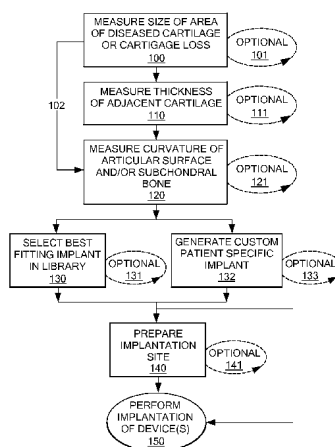 MEASURE SIZE OF AREA
OF DISEASED CARTILAGE
OR CARTIGAGE LOSS
100
OPTIONAL
101
102
MEASURE THICKNESS
OF ADJACENT CARTILAGE
110
OPTIONAL
111
MEASURE CURVATURE OF
ARTICULAR SURFACE
AND/OR SUBCHONDRAL
BONE
120
OPTIONAL
121
SELECT BEST
FITTING IMPLANT
IN LIBRARY
130
OPTIONAL
131
GENERATE CUSTOM
PATIENT SPECIFIC
IMPLANT
132
OPTIONAL
133
PREPARE
IMPLANTATION
SITE
140
OPTIONAL
141
PERFORM
IMPLANTATION
OF DEVICE(S)
150